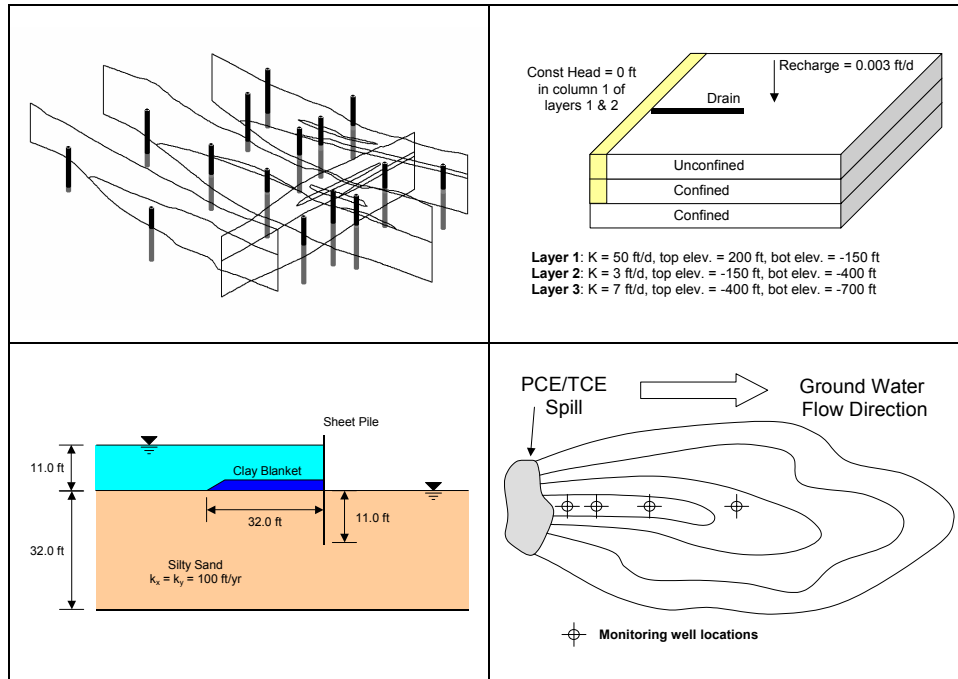 Const Head = 0 ft
in column 1 of
layers 1 & 2
Recharge = 0.003 ft/d
Drain
Unconfined
Confined
Confined
Layer 1: K = 50 ft/d, top elev. = 200 ft, bot elev. = -150 ft
Layer 2: K = 3 ft/d, top elev. = -150 ft, bot elev. = -400 ft
Layer 3: K = 7 ft/d, top elev. = -400 ft, bot elev. = -700 ft
Sheet Pile
11.0 ft
Clay Blanket
32.0 ft
11.0 ft
32.0 ft
Silty Sand
kₓ = kᵧ = 100 ft/yr
PCE/TCE
Spill
Ground Water
Flow Direction
Monitoring well locations